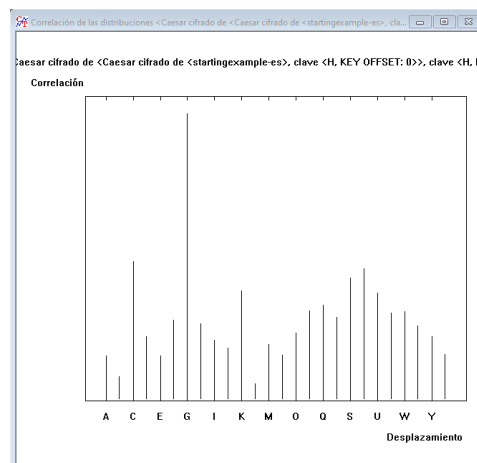 Correlación de las distribuciones <Caesar cifrado de <Caesar cifrado de <startingexample-es>, cla...
Caesar cifrado de <Caesar cifrado de <startingexample-es>, clave <H, KEY OFFSET: 0>>, clave <H,
Correlación
A C E G I K M O Q S U W Y
Desplazamiento